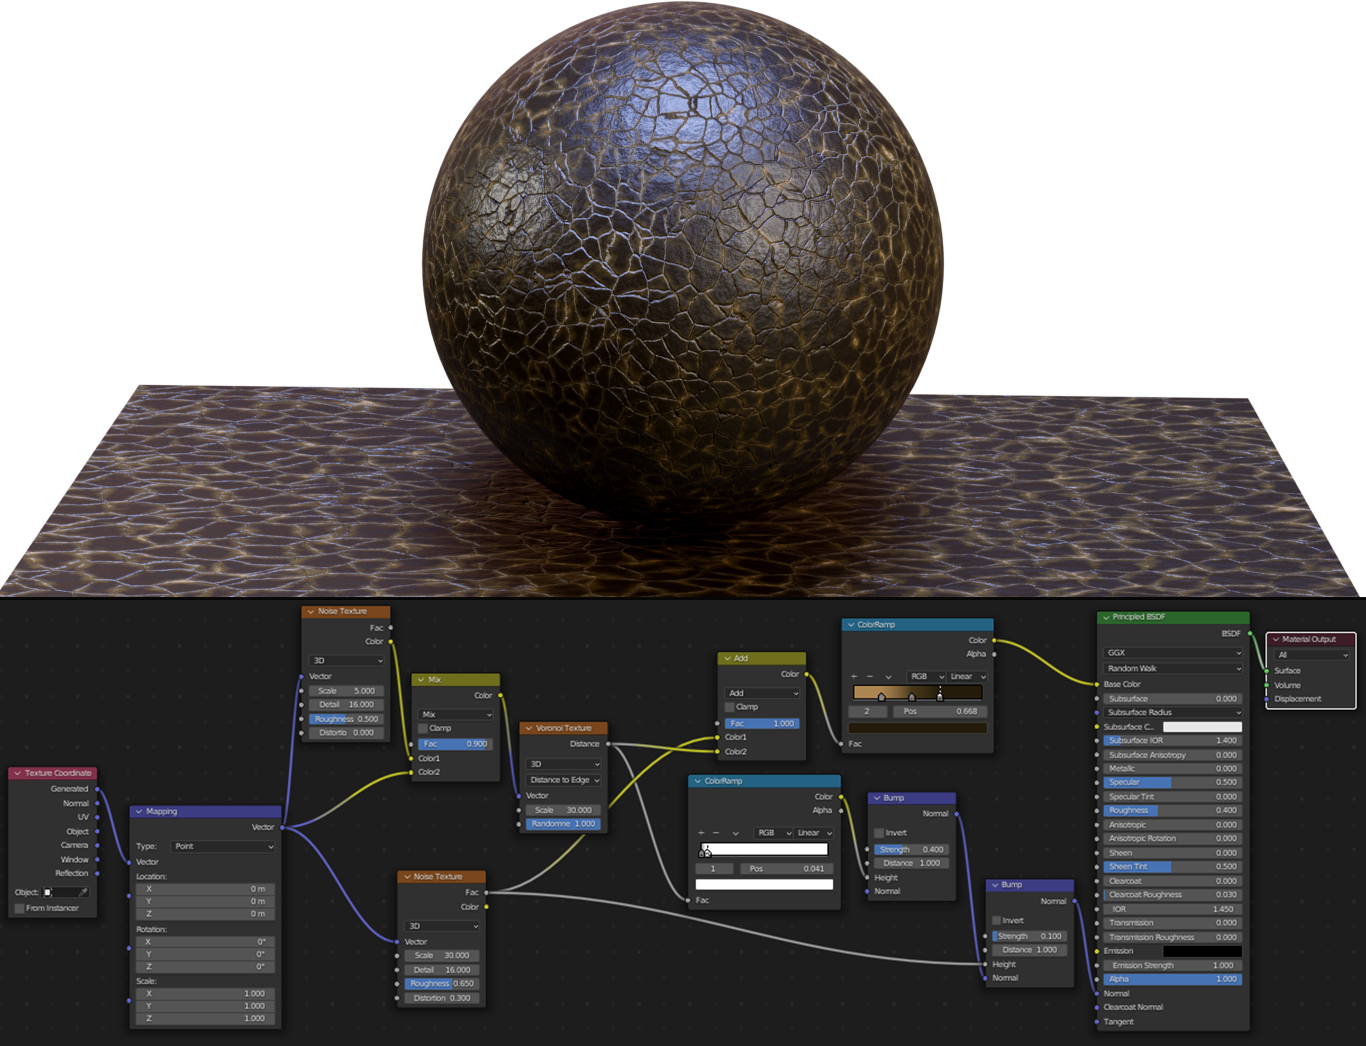 Noise Texture
Fac
Color
3D
Vector
Scale 5.000
Detail 16.000
Roughness 0.500
Distortio 0.000
Mix
Color
Mix
Clamp
Fac 0.900
Color1
Color2
Voronoi Texture
Distance
3D
Distance to Edge
Vector
Scale 30.000
Randomne 1.000
Add
Color
Add
Clamp
Fac 1.000
Color1
Color2
ColorRamp
Color
Alpha
RGB
Linear
2 Pos 0.668
Fac
Principled BSDF
BSDF
GGX
Random Walk
Base Color
Subsurface 0.000
Subsurface Radius
Subsurface C..
Subsurface IOR 1.400
Subsurface Anisotropy 0.000
Metallic 0.000
Specular 0.500
Specular Tint 0.000
Roughness 0.400
Anisotropic 0.000
Anisotropic Rotation 0.000
Sheen 0.000
Sheen Tint 0.500
Clearcoat 0.000
Clearcoat Roughness 0.030
IOR 1.450
Transmission 0.000
Transmission Roughness 0.000
Emission
Emission Strength 1.000
Alpha 1.000
Normal
Clearcoat Normal
Tangent
Material Output
All
Surface
Volume
Displacement
Texture Coordinate
Generated
Normal
UV
Object
Camera
Window
Reflection
Object:
From Instancer
Mapping
Vector
Type: Point
Vector
Location:
X 0 m
Y 0 m
Z 0 m
Rotation:
X 0°
Y 0°
Z 0°
Scale:
X 1.000
Y 1.000
Z 1.000
Noise Texture
Fac
Color
3D
Vector
Scale 30.000
Detail 16.000
Roughness 0.650
Distortion 0.300
ColorRamp
Color
Alpha
RGB
Linear
1 Pos 0.041
Fac
Bump
Normal
Invert
Strength 0.400
Distance 1.000
Height
Normal
Bump
Normal
Invert
Strength 0.100
Distance 1.000
Height
Normal